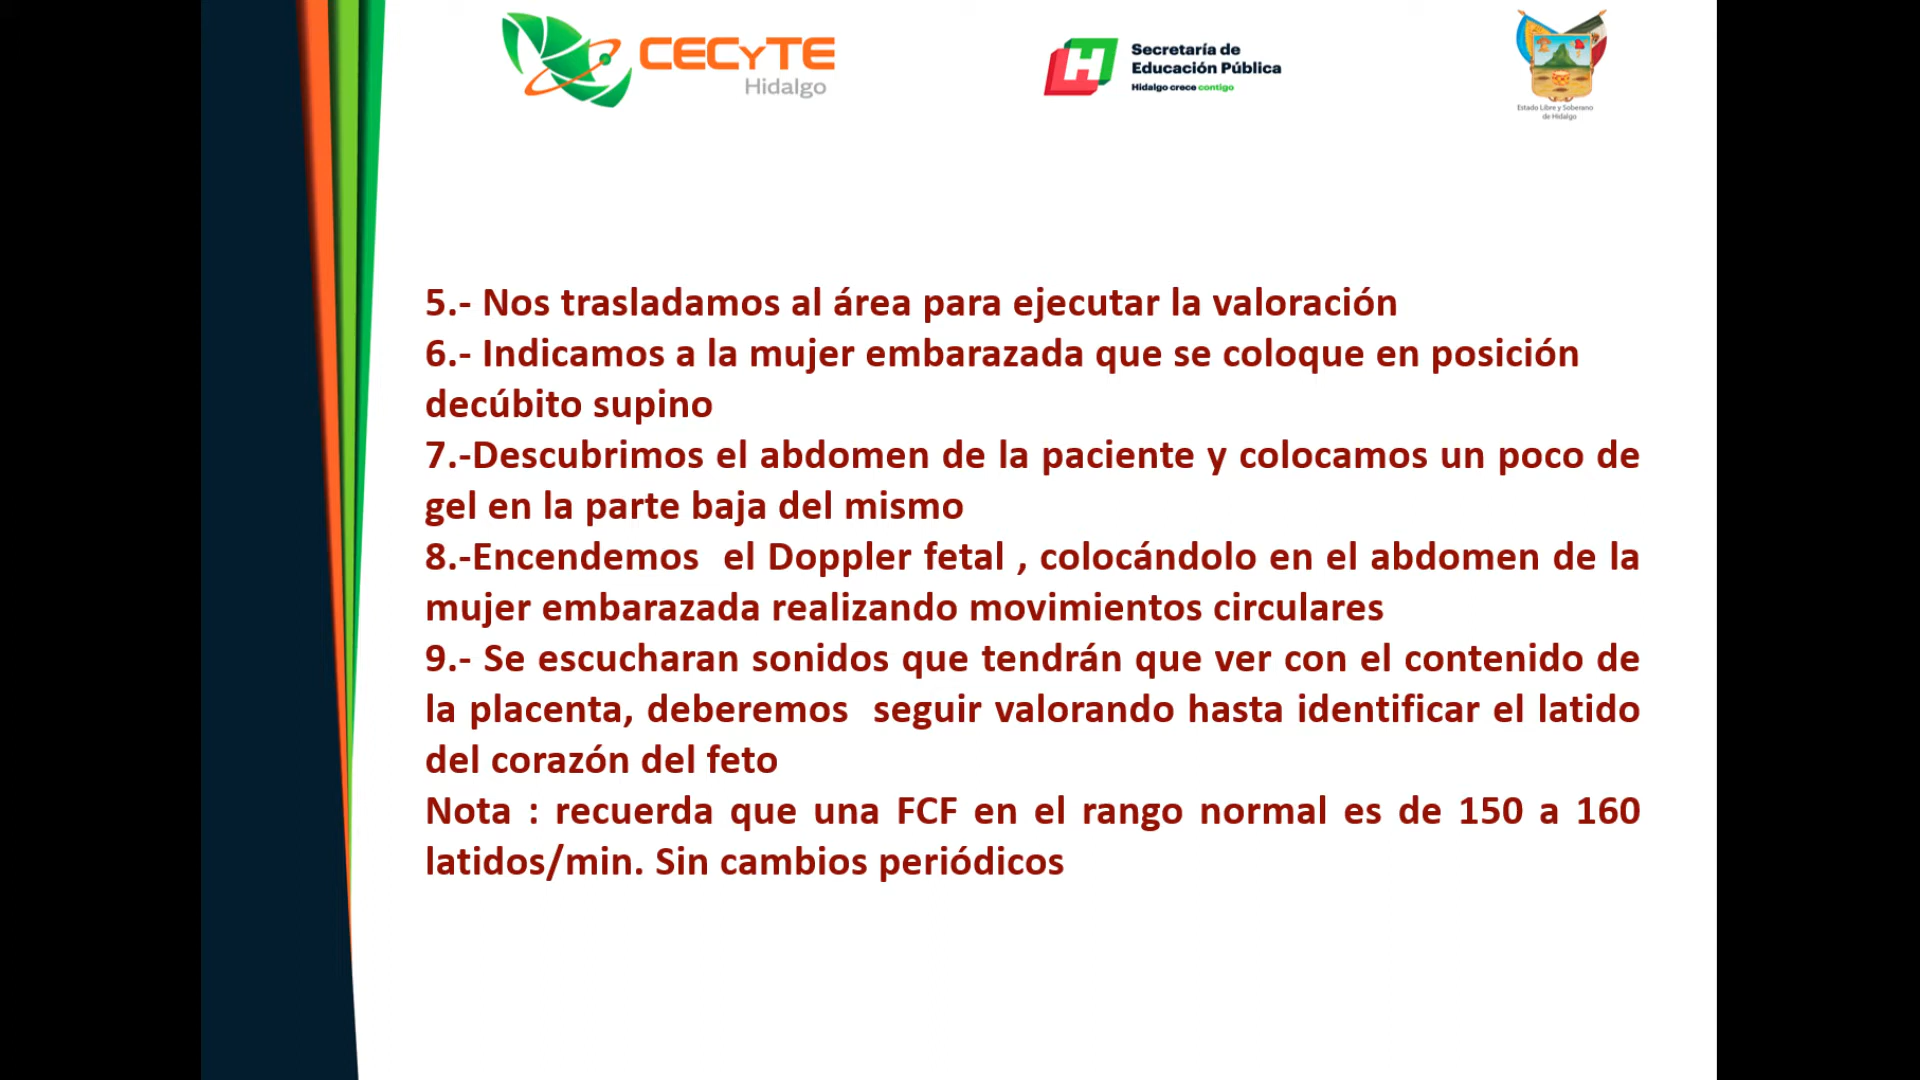 CECyTE
Hidalgo
Secretaría de
Educación Pública
Hidalgo crece contigo
Estado Libre y Soberano
de Hidalgo
5.- Nos trasladamos al área para ejecutar la valoración
6.- Indicamos a la mujer embarazada que se coloque en posición
decúbito supino
7.-Descubrimos el abdomen de la paciente y colocamos un poco de
gel en la parte baja del mismo
8.-Encendemos  el Doppler fetal , colocándolo en el abdomen de la
mujer embarazada realizando movimientos circulares
9.- Se escucharan sonidos que tendrán que ver con el contenido de
la placenta, deberemos  seguir valorando hasta identificar el latido
del corazón del feto
Nota : recuerda que una FCF en el rango normal es de 150 a 160
latidos/min. Sin cambios periódicos